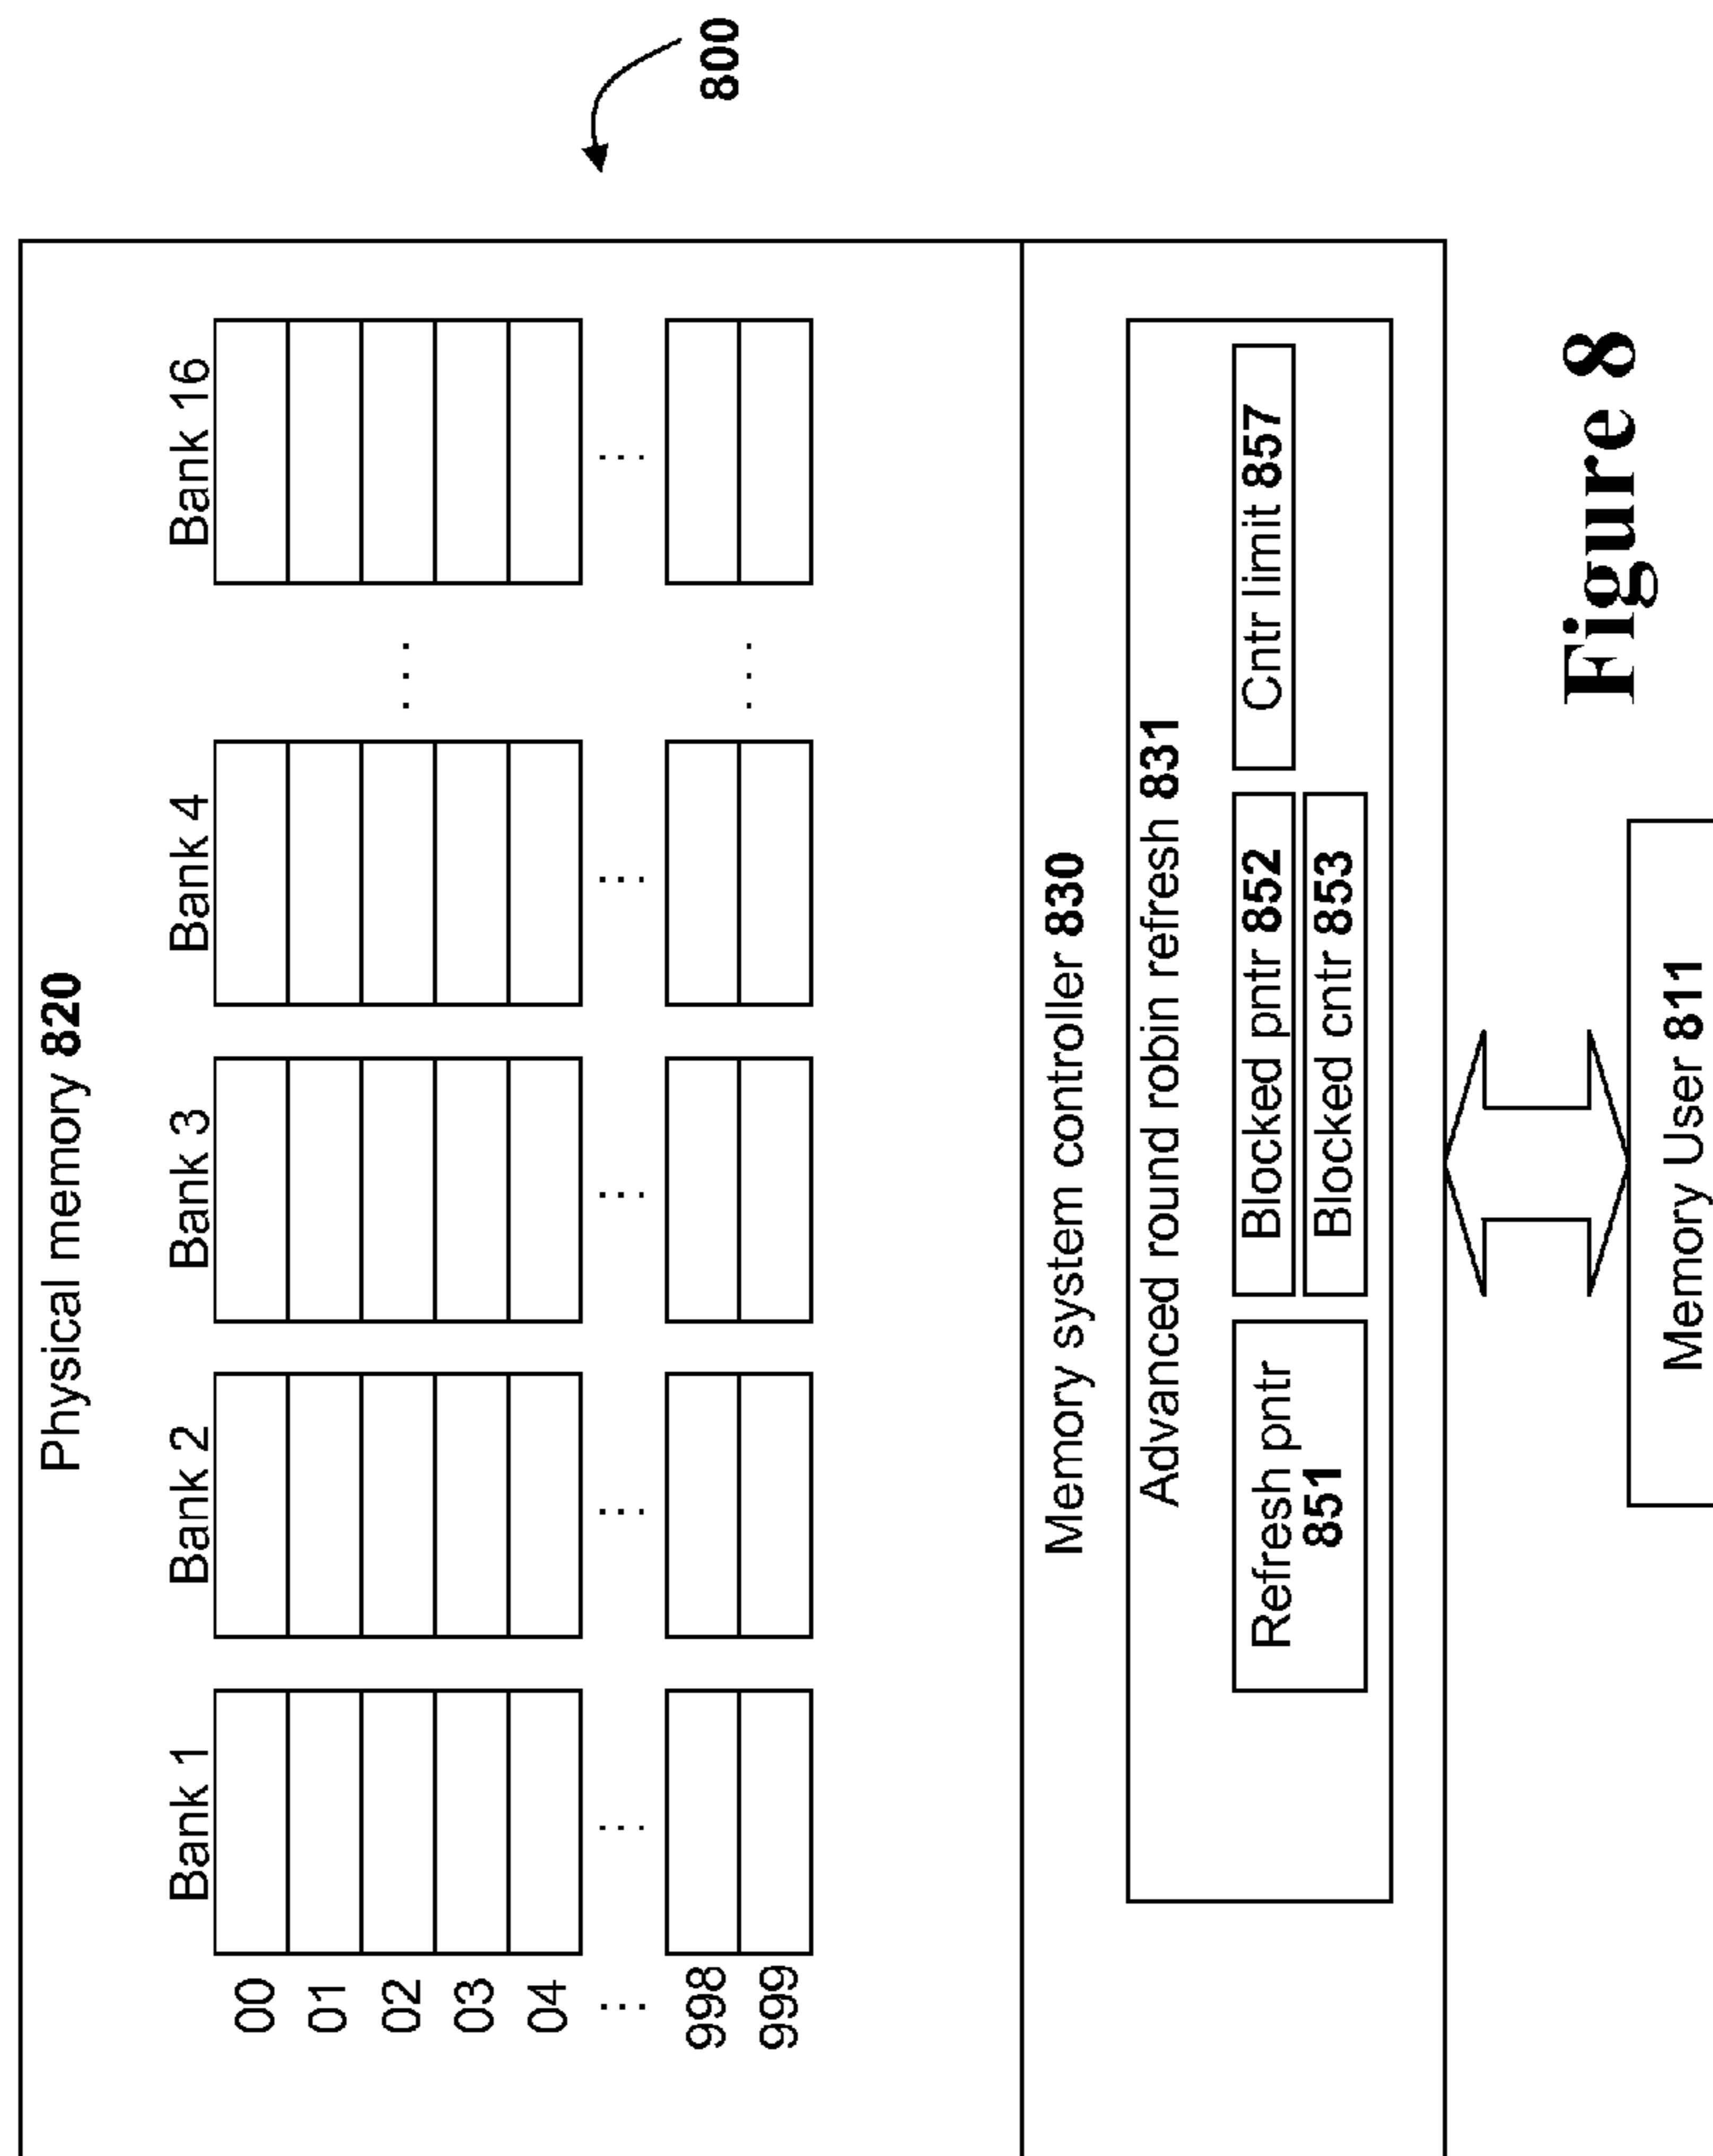 800
Physical memory 820
Bank 1 Bank 2 Bank 3 Bank 4 Bank 16
00
01
02
03
04
...
998
999
Memory system controller 830
Advanced round robin refresh 831
Refresh pntr
851
Blocked pntr 852
Blocked cntr 853
Cntr limit 857
Memory User 811
Figure 8